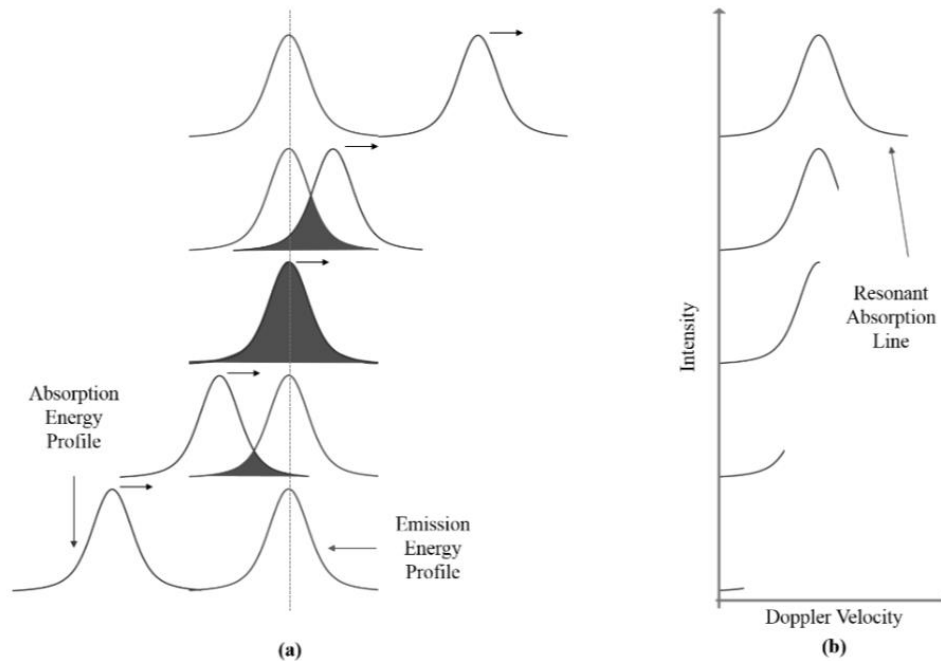 Absorption
Energy
Profile
Emission
Energy
Profile
(a)
Intensity
Resonant
Absorption
Line
Doppler Velocity
(b)